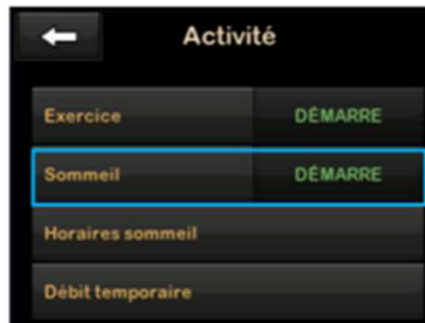 Activité
Exercice DÉMARRE
Sommeil DÉMARRE
Horaires sommeil
Débit temporaire